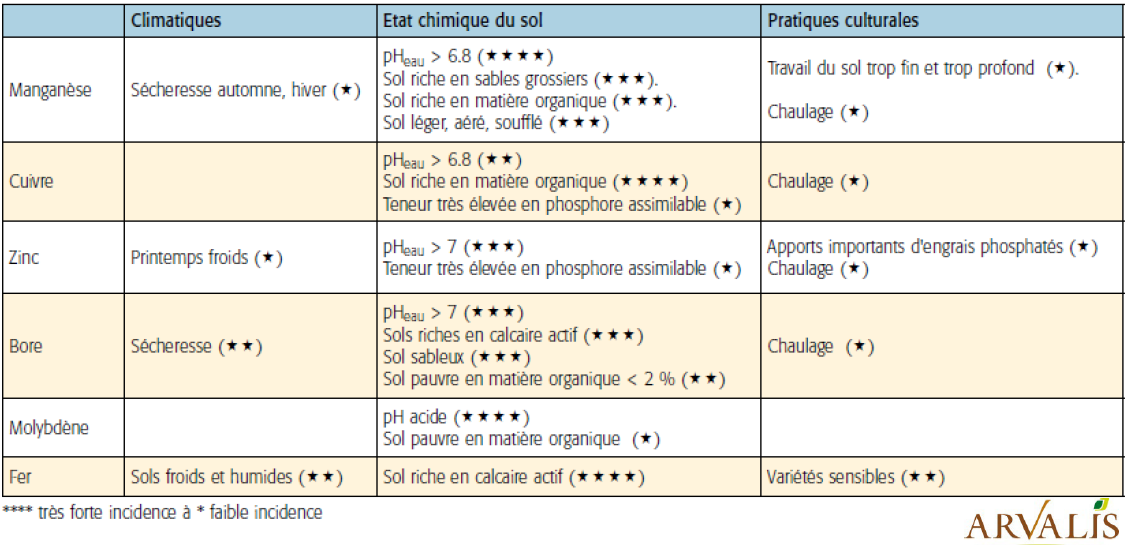 Climatiques Etat chimique du sol Pratiques culturales
Manganèse
Sécheresse automne, hiver (★)
pHeau > 6.8 (★★★★)
Sol riche en sables grossiers (★★★).
Sol riche en matière organique (★★★).
Sol léger, aéré, soufflé (★★★)
Travail du sol trop fin et trop profond (★).
Chaulage (★)
Cuivre
pHeau > 6.8 (★★)
Sol riche en matière organique (★★★★)
Teneur très élevée en phosphore assimilable (★)
Chaulage (★)
Zinc
Printemps froids (★)
pHeau > 7 (★★★)
Teneur très élevée en phosphore assimilable (★)
Apports importants d'engrais phosphatés (★)
Chaulage (★)
Bore
Sécheresse (★★)
pHeau > 7 (★★★)
Sols riches en calcaire actif (★★★)
Sol sableux (★★★)
Sol pauvre en matière organique < 2 % (★★)
Chaulage (★)
Molybdène
pH acide (★★★★)
Sol pauvre en matière organique (★)
Fer
Sols froids et humides (★★)
Sol riche en calcaire actif (★★★★)
Variétés sensibles (★★)
**** très forte incidence à * faible incidence
ARVALIS